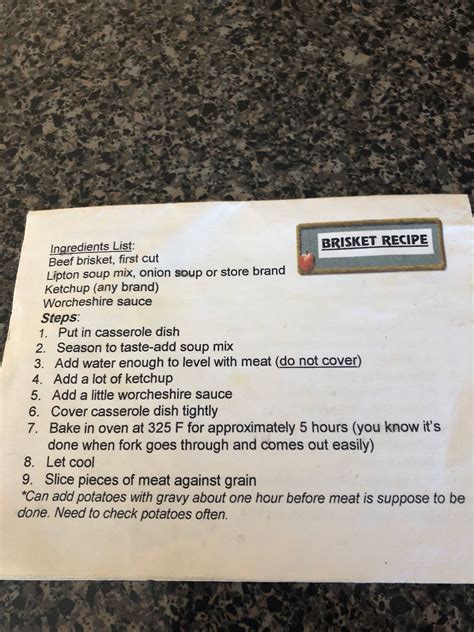 BRISKET RECIPE
Ingredients List:
Beef brisket, first cut
Lipton soup mix, onion soup or store brand
Ketchup (any brand)
Worcheshire sauce
Steps:
1. Put in casserole dish
2. Season to taste-add soup mix
3. Add water enough to level with meat (do not cover)
4. Add a lot of ketchup
5. Add a little worcheshire sauce
6. Cover casserole dish tightly
7. Bake in oven at 325 F for approximately 5 hours (you know it's
done when fork goes through and comes out easily)
8. Let cool
9. Slice pieces of meat against grain
*Can add potatoes with gravy about one hour before meat is suppose to
be done. Need to check potatoes often.